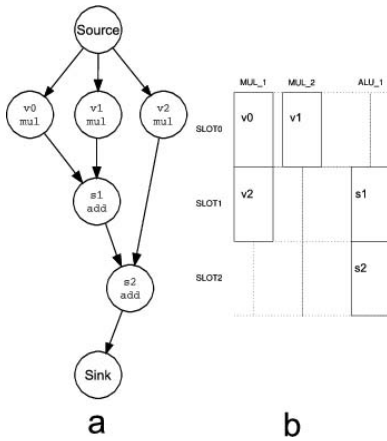 Source
v0
mul
v1
mul
v2
mul
s1
add
s2
add
Sink
a
MUL_1 MUL_2 ALU_1
SLOT0
v0 v1
SLOT1
v2 s1
SLOT2
s2
b